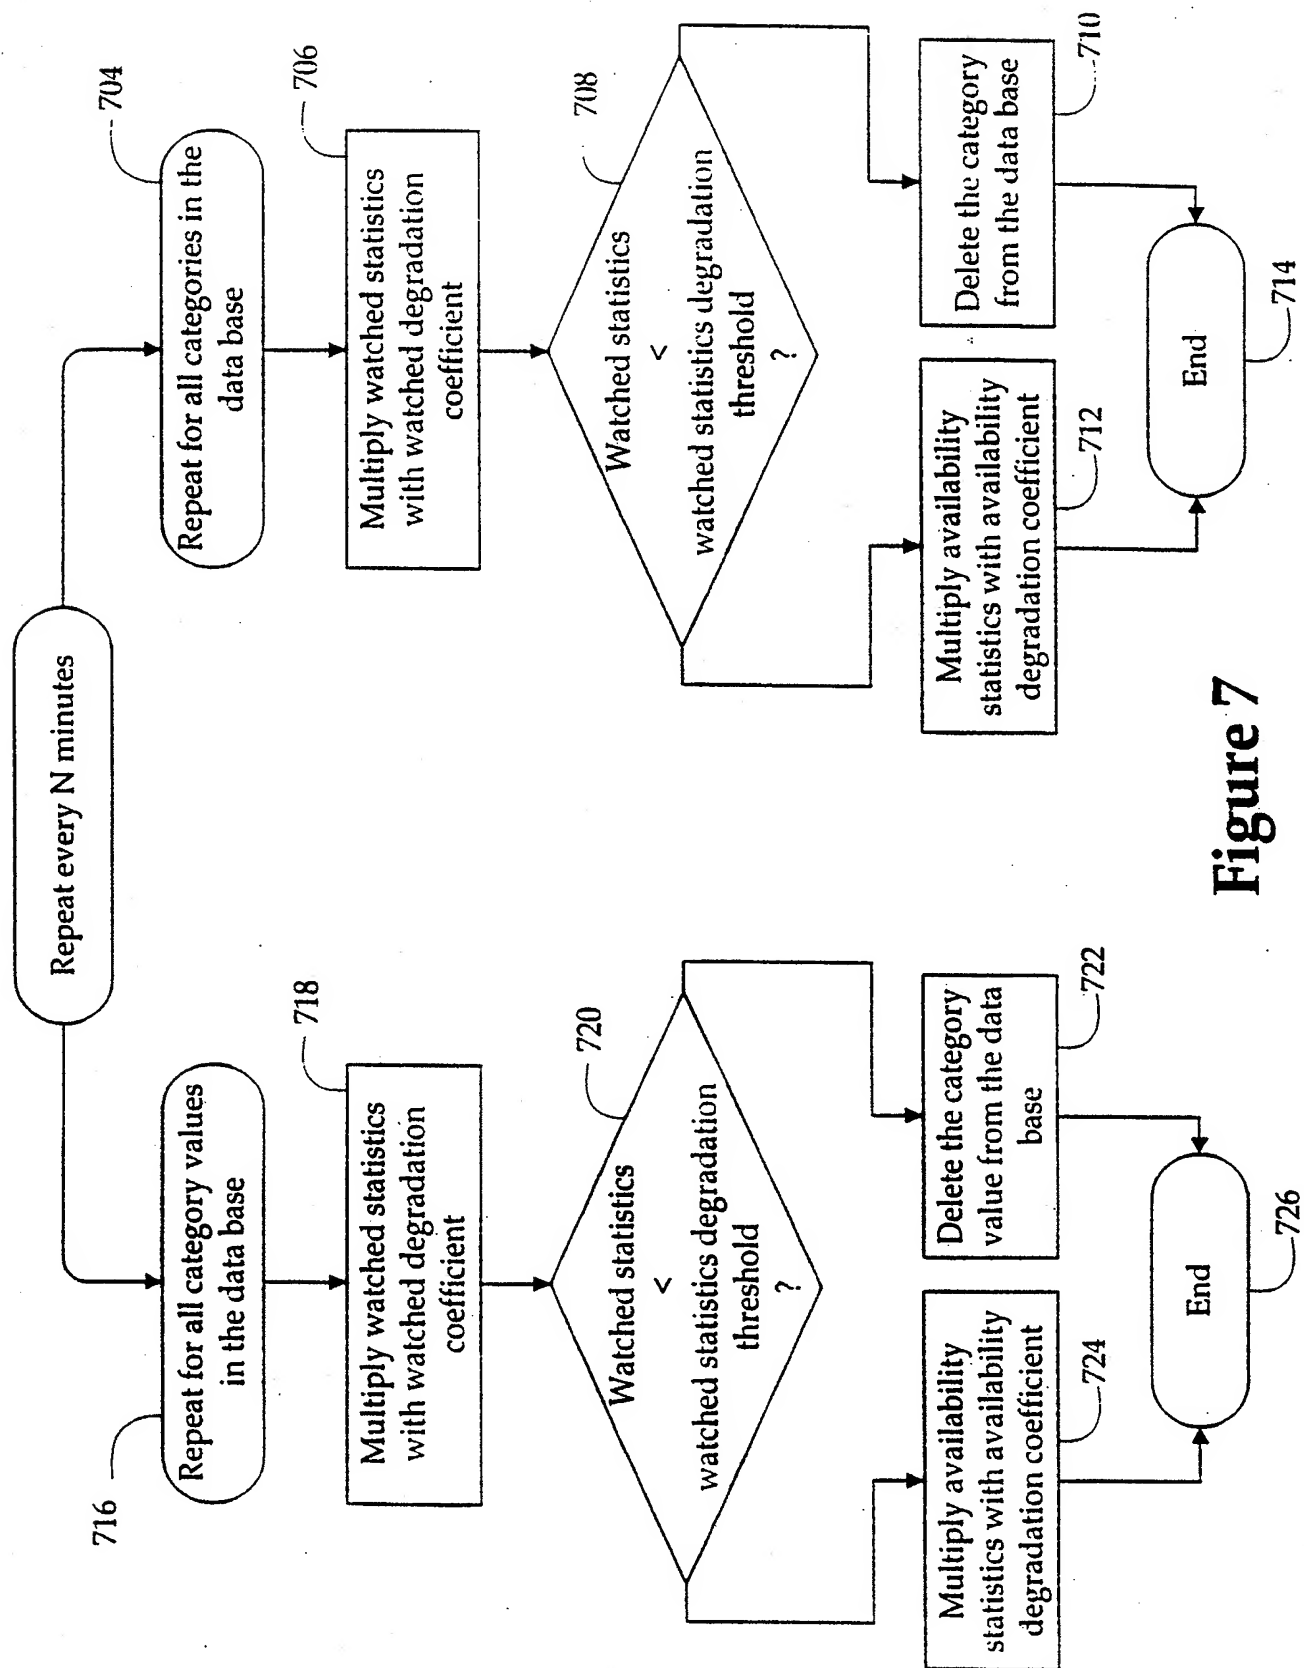 Repeat every N minutes
716
Repeat for all category values
in the data base
718
Multiply watched statistics
with watched degradation
coefficient
720
Watched statistics
<
watched statistics degradation
threshold
?
Multiply availability
statistics with availability
degradation coefficient
724
Delete the category
value from the data
base
722
End
726
704
Repeat for all categories in the
data base
706
Multiply watched statistics
with watched degradation
coefficient
708
Watched statistics
<
watched statistics degradation
threshold
?
Multiply availability
statistics with availability
degradation coefficient
712
Delete the category
from the data base
710
End
714
Figure 7